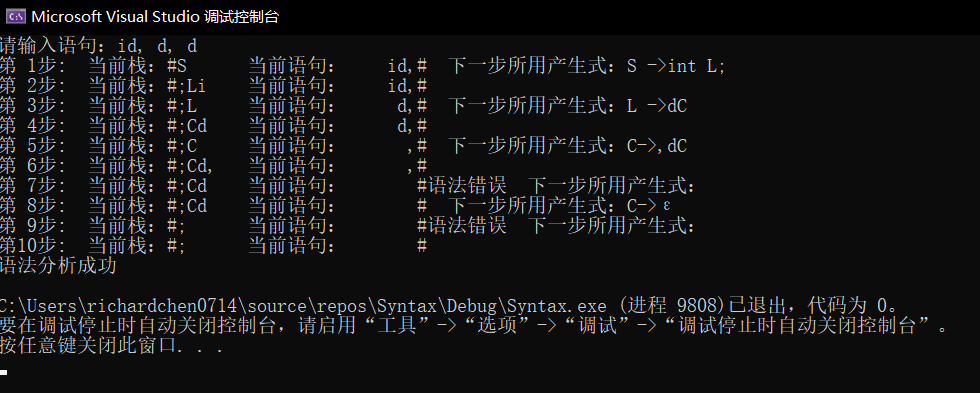 Microsoft Visual Studio 调试控制台
请输入语句: id, d, d
第 1步: 当前栈: #S 当前语句: id,# 下一步所用产生式: S ->int L;
第 2步: 当前栈: #;Li 当前语句: id,#
第 3步: 当前栈: #;L 当前语句: d,# 下一步所用产生式: L ->dC
第 4步: 当前栈: #;Cd 当前语句: d,#
第 5步: 当前栈: #;C 当前语句: ,# 下一步所用产生式: C->,dC
第 6步: 当前栈: #;Cd, 当前语句: ,#
第 7步: 当前栈: #;Cd 当前语句: #语法错误 下一步所用产生式:
第 8步: 当前栈: #;Cd 当前语句: # 下一步所用产生式: C->ε
第 9步: 当前栈: #; 当前语句: #语法错误 下一步所用产生式:
第10步: 当前栈: #; 当前语句: #
语法分析成功
C:\Users\richardchen0714\source\repos\Syntax\Debug\Syntax.exe (进程 9808)已退出，代码为 0。
要在调试停止时自动关闭控制台，请启用“工具”->“选项”->“调试”->“调试停止时自动关闭控制台”。
按任意键关闭此窗口. . .